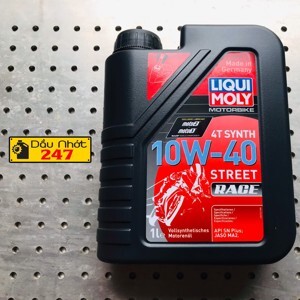 Made in Germany
LIQUI
MOLY
MOTORBIKE
4T SYNTH
10W-40
STREET
RACE
1L
Vollsynthetisches
Motorenöl
API SN Plus;
JASO MA2
Dầu Nhớt
247